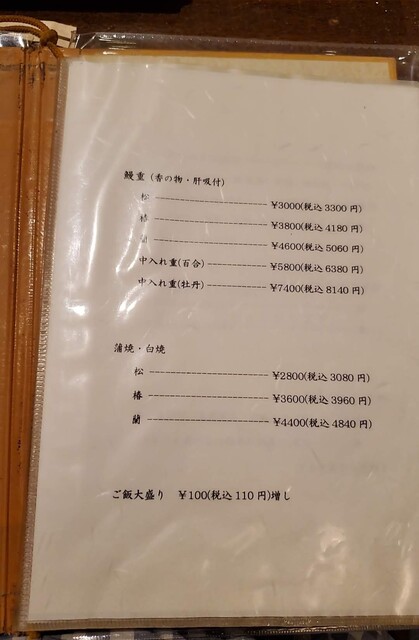 鰻重（香の物・肝吸付）
松 ------------------------ ¥3000(税込 3300 円)
椿 ------------------------ ¥3800(税込 4180 円)
蘭 ------------------------ ¥4600(税込 5060 円)
中入れ重(百合) ------------- ¥5800(税込 6380 円)
中入れ重(牡丹) ------------- ¥7400(税込 8140 円)
蒲焼・白焼
松 ------------------------ ¥2800(税込 3080 円)
椿 ------------------------ ¥3600(税込 3960 円)
蘭 ------------------------ ¥4400(税込 4840 円)
ご飯大盛り ¥100(税込 110 円)増し